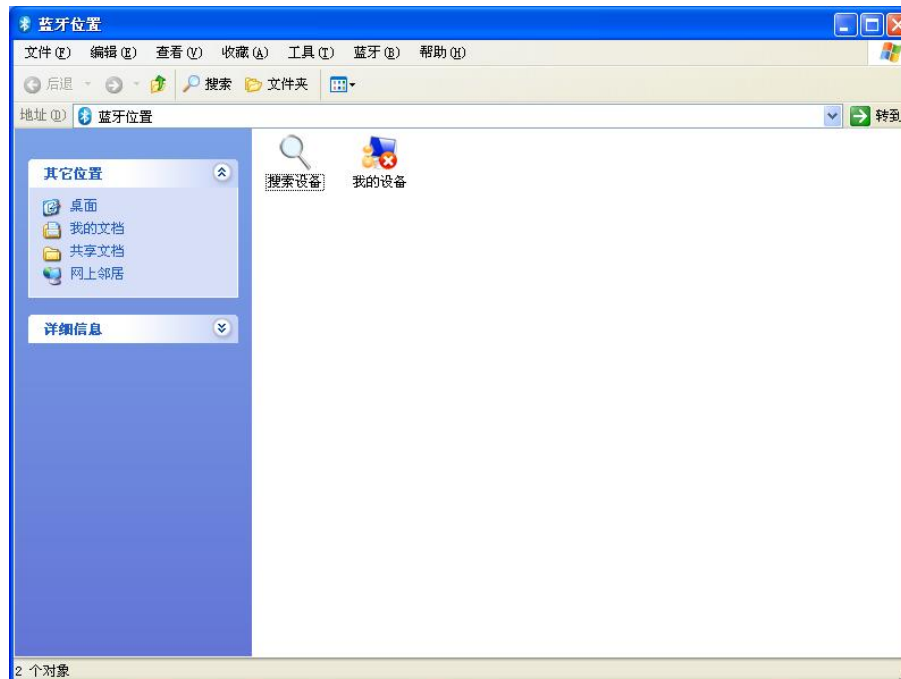 蓝牙位置
文件(F) 编辑(E) 查看(V) 收藏(A) 工具(T) 蓝牙(B) 帮助(H)
后退 搜索 文件夹
地址(D) 蓝牙位置 转到
其它位置
桌面
我的文档
共享文档
网上邻居
详细信息
搜索设备 我的设备
2 个对象